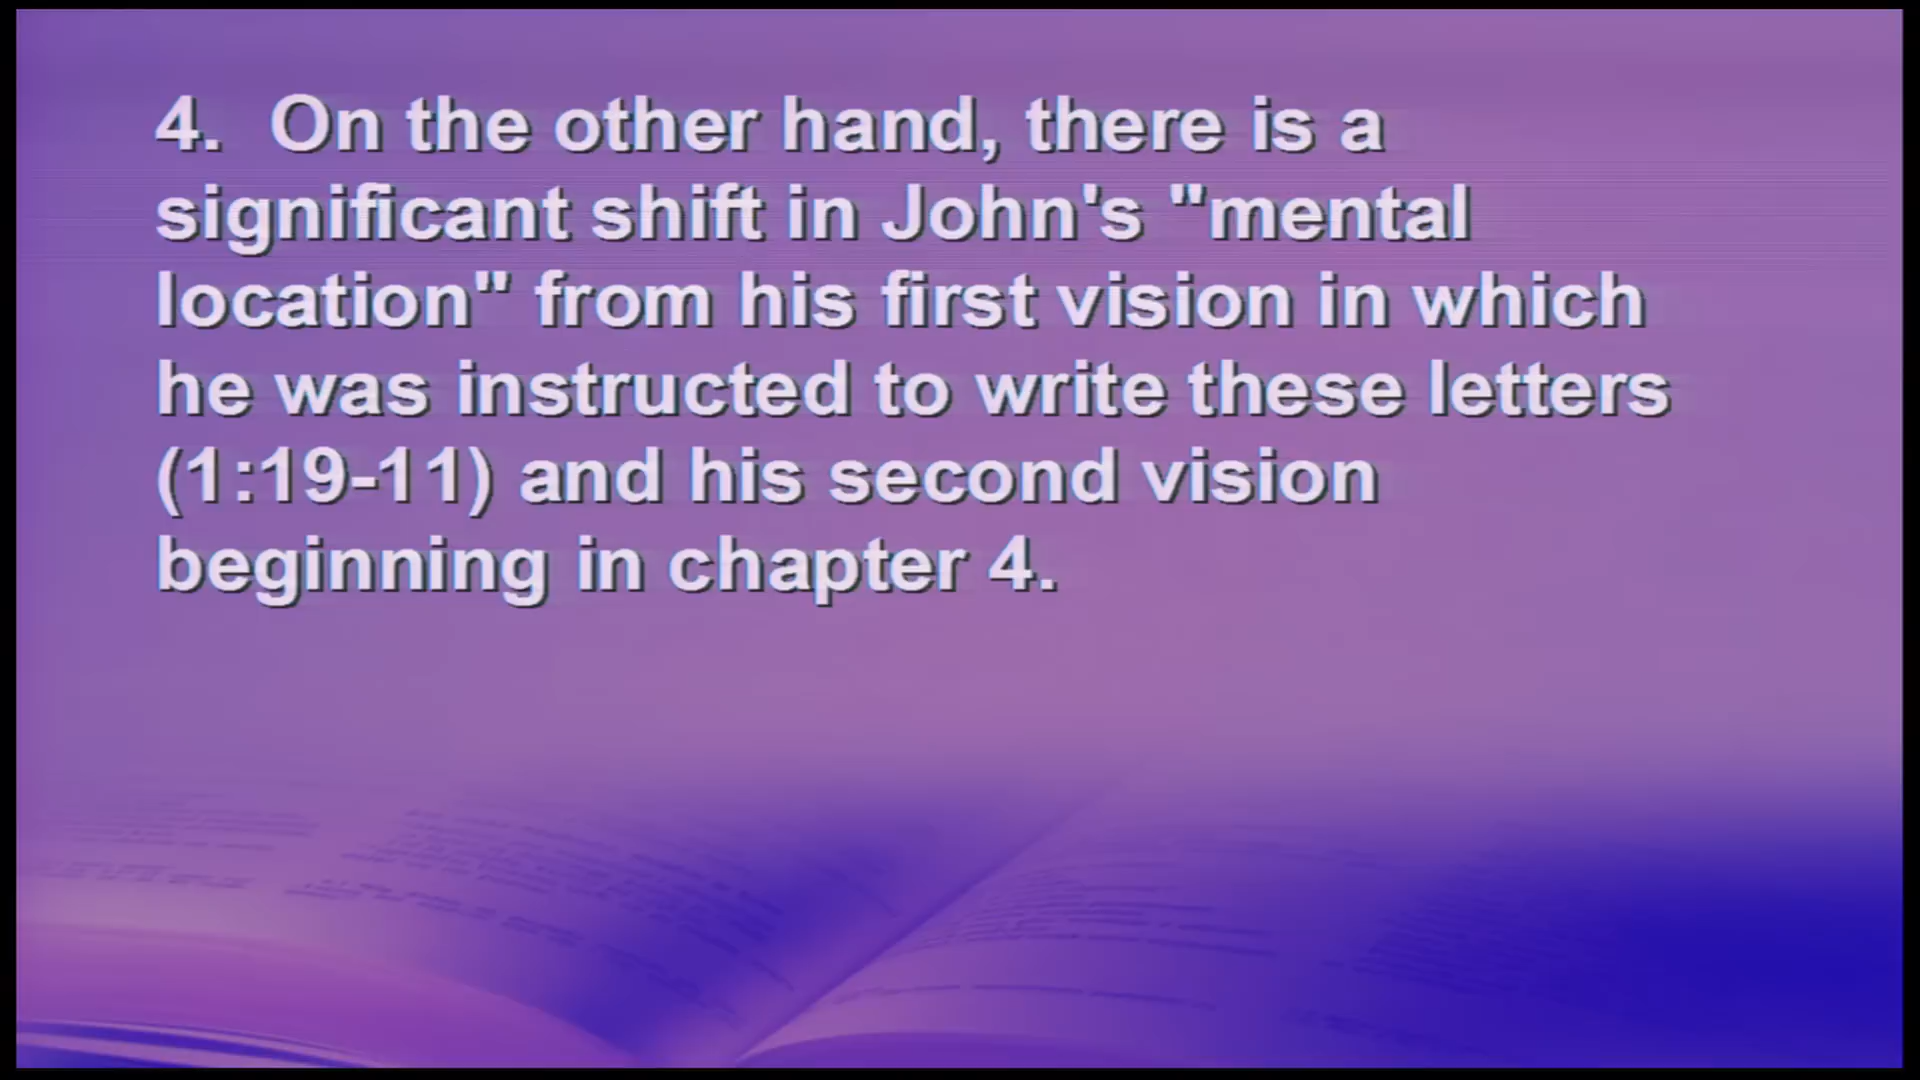 4.  On the other hand, there is a
significant shift in John's "mental
location" from his first vision in which
he was instructed to write these letters
(1:19-11) and his second vision
beginning in chapter 4.